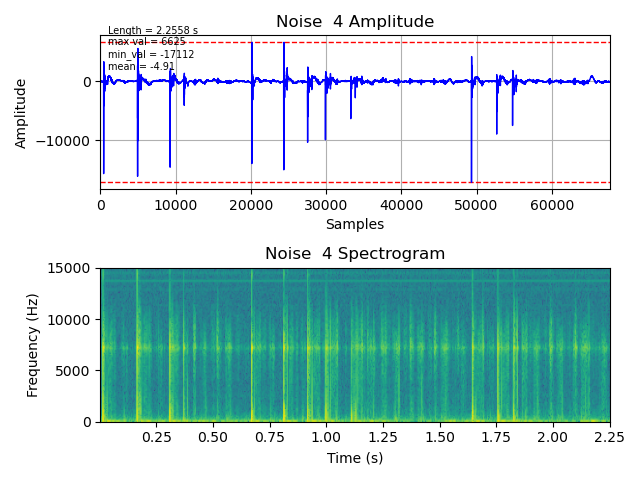 Noise  4 Amplitude
Length = 2.2558 s
max val = 6625
min_val = -17112
mean = -4.91
Amplitude
0
−10000
0 10000 20000 30000 40000 50000 60000
Samples
Noise  4 Spectrogram
Frequency (Hz)
15000
10000
5000
0
0.25 0.50 0.75 1.00 1.25 1.50 1.75 2.00 2.25
Time (s)